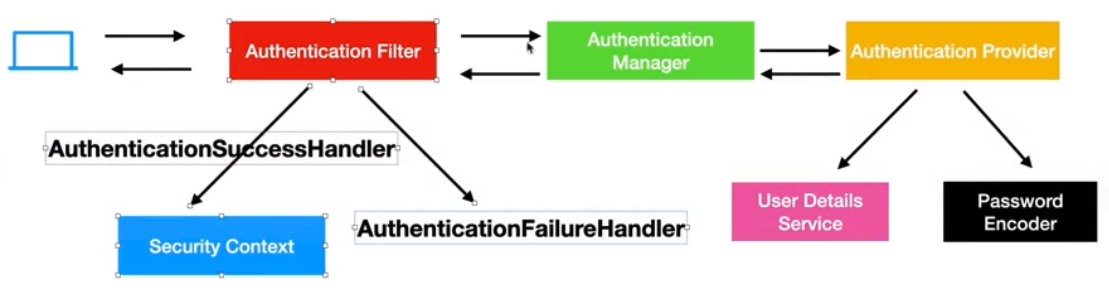 Authentication Filter
Authentication
Manager
Authentication Provider
AuthenticationSuccessHandler
Security Context
AuthenticationFailureHandler
User Details
Service
Password
Encoder